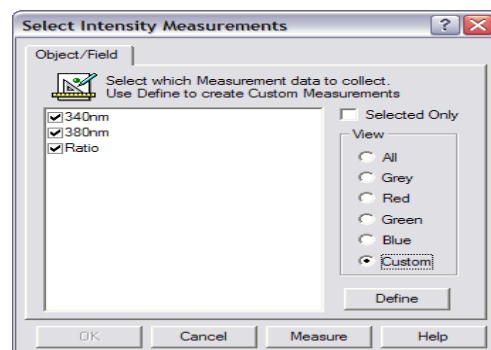 Select Intensity Measurements
?
Object/Field
Select which Measurement data to collect.
Use Define to create Custom Measurements
340nm
380nm
Ratio
Selected Only
View
All
Grey
Red
Green
Blue
Custom
Define
OK
Cancel
Measure
Help